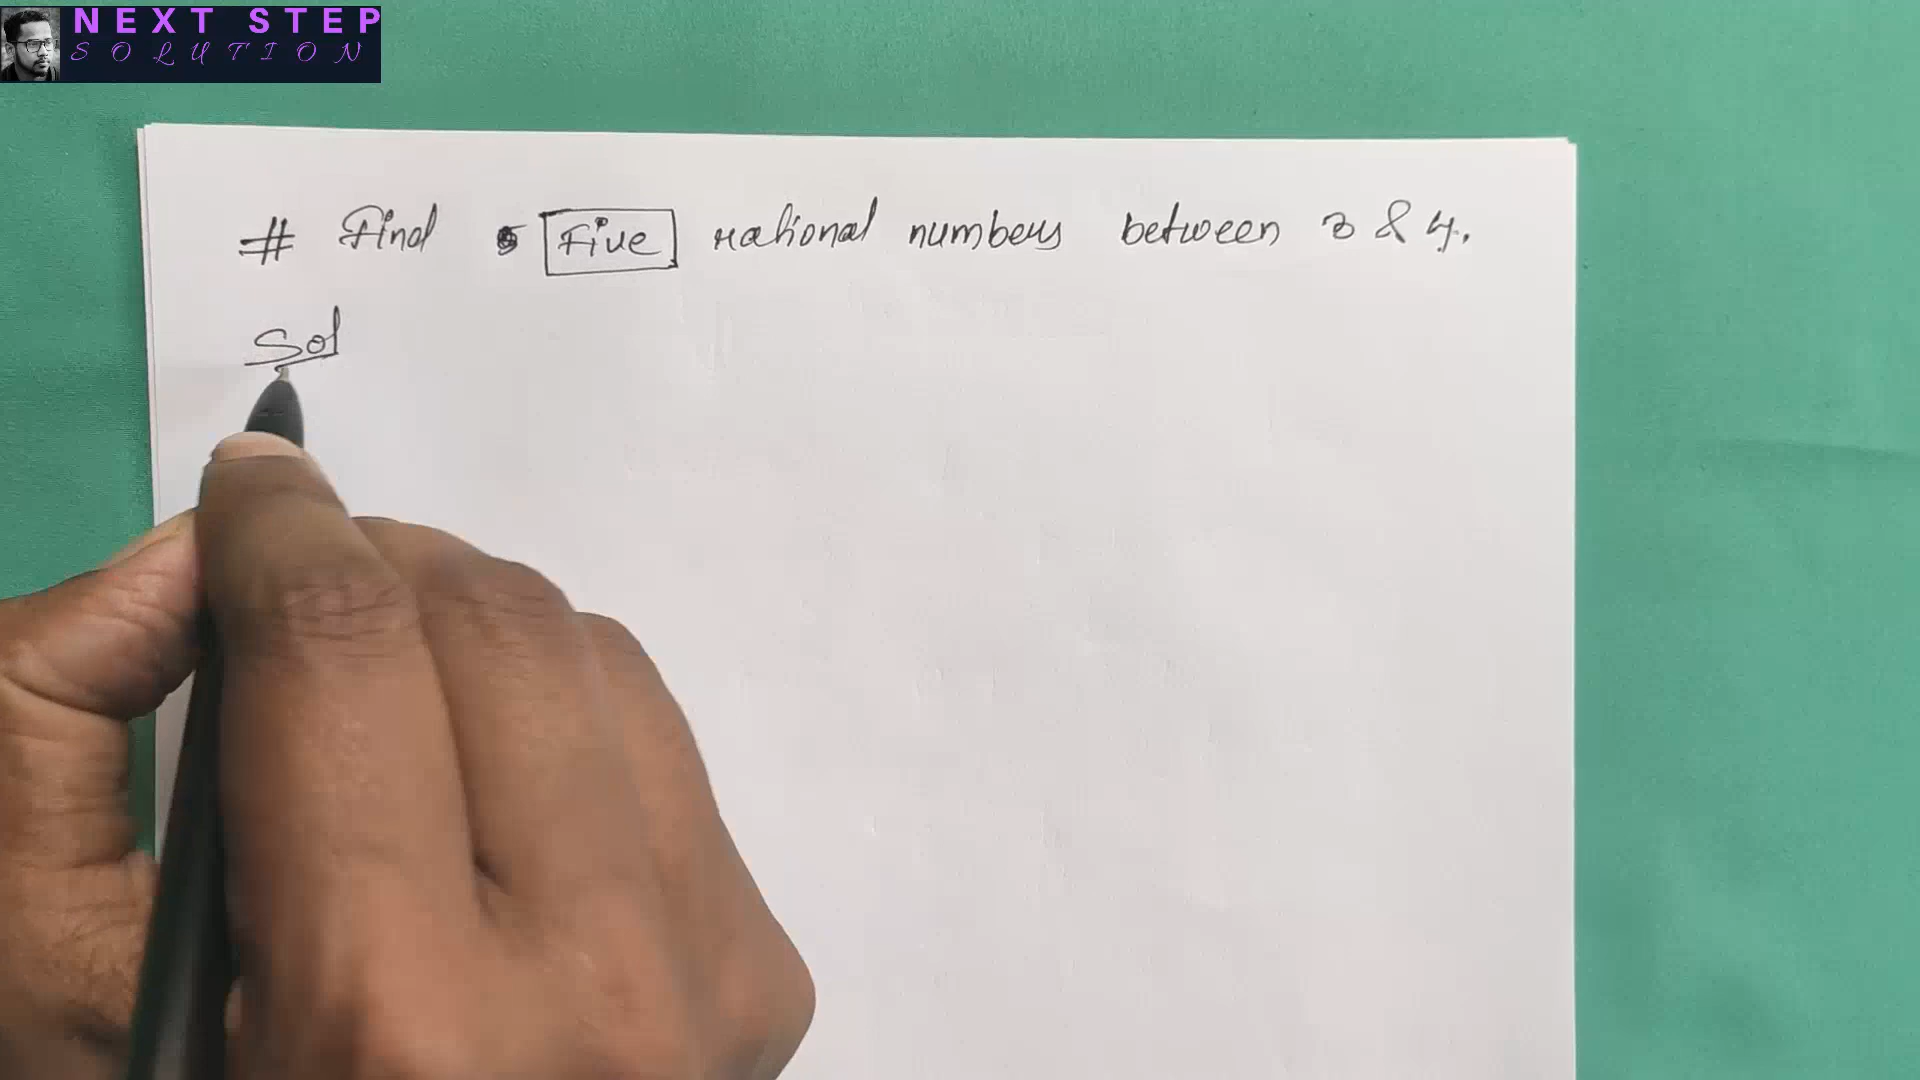 NEXT STEP
SOLUTION
# Find Five rational numbers between 3 & 4.
Sol